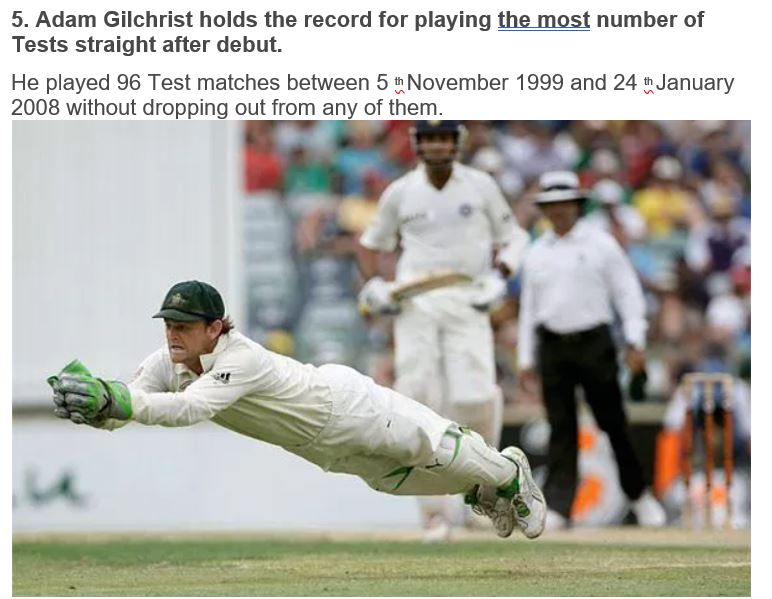 5. Adam Gilchrist holds the record for playing the most number of
Tests straight after debut.
He played 96 Test matches between 5 th November 1999 and 24 th January
2008 without dropping out from any of them.